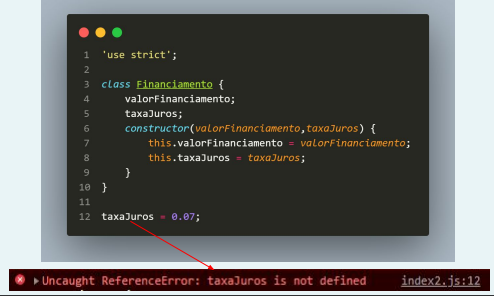 1 'use strict';
2
3 class Financiamento {
4 valorFinanciamento;
5 taxaJuros;
6 constructor(valorFinanciamento,taxaJuros) {
7 this.valorFinanciamento = valorFinanciamento;
8 this.taxaJuros = taxaJuros;
9 }
10 }
11
12 taxaJuros = 0.07;
Uncaught ReferenceError: taxaJuros is not defined index2.js:12